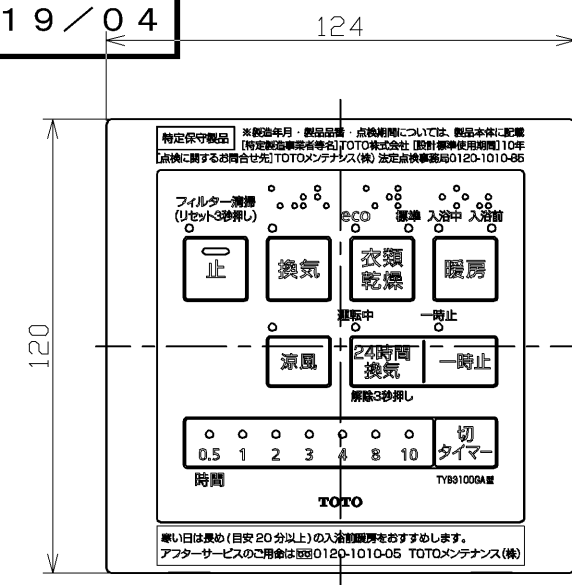 19／04
124
120
特定保守製品
※製造年月・製品品番・点検期間については、製品本体に記載
[特定製造事業者等名]TOTO株式会社 [設計標準使用期間]10年
[点検に関するお問合せ先]TOTOメンテナンス(株) 法定点検事務局0120-1010-85
フィルター清掃
(リセット3秒押し)
eco 標準 入浴中 入浴前
止 換気 衣類乾燥 暖房
運転中 一時止
涼風 24時間換気 一時止
解除3秒押し
0.5 1 2 3 4 8 10 切タイマー
時間
TYB3100GA型
TOTO
寒い日は長め(目安20分以上)の入浴前暖房をおすすめします。
アフターサービスのご用命は 0120-1010-05 TOTOメンテナンス(株)